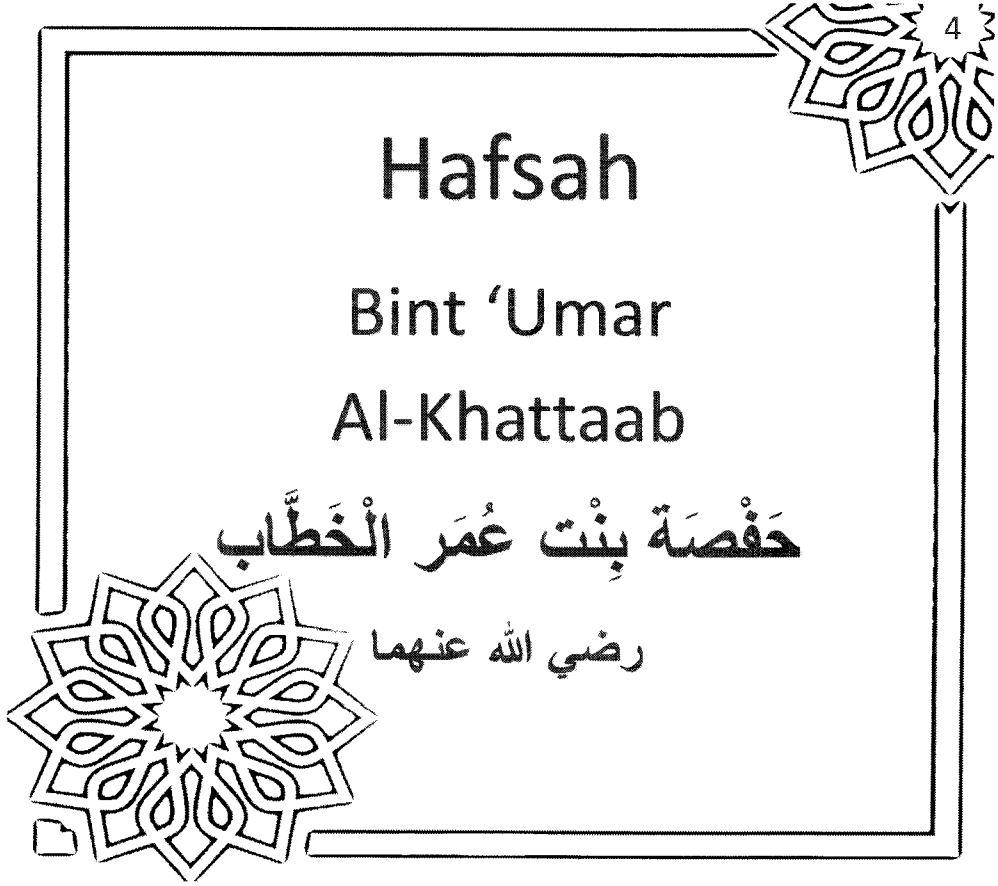 4
Hafsah
Bint ‘Umar
Al-Khattaab
حَفْصَة بِنْت عُمَر الْخَطَّاب
رضي الله عنهما